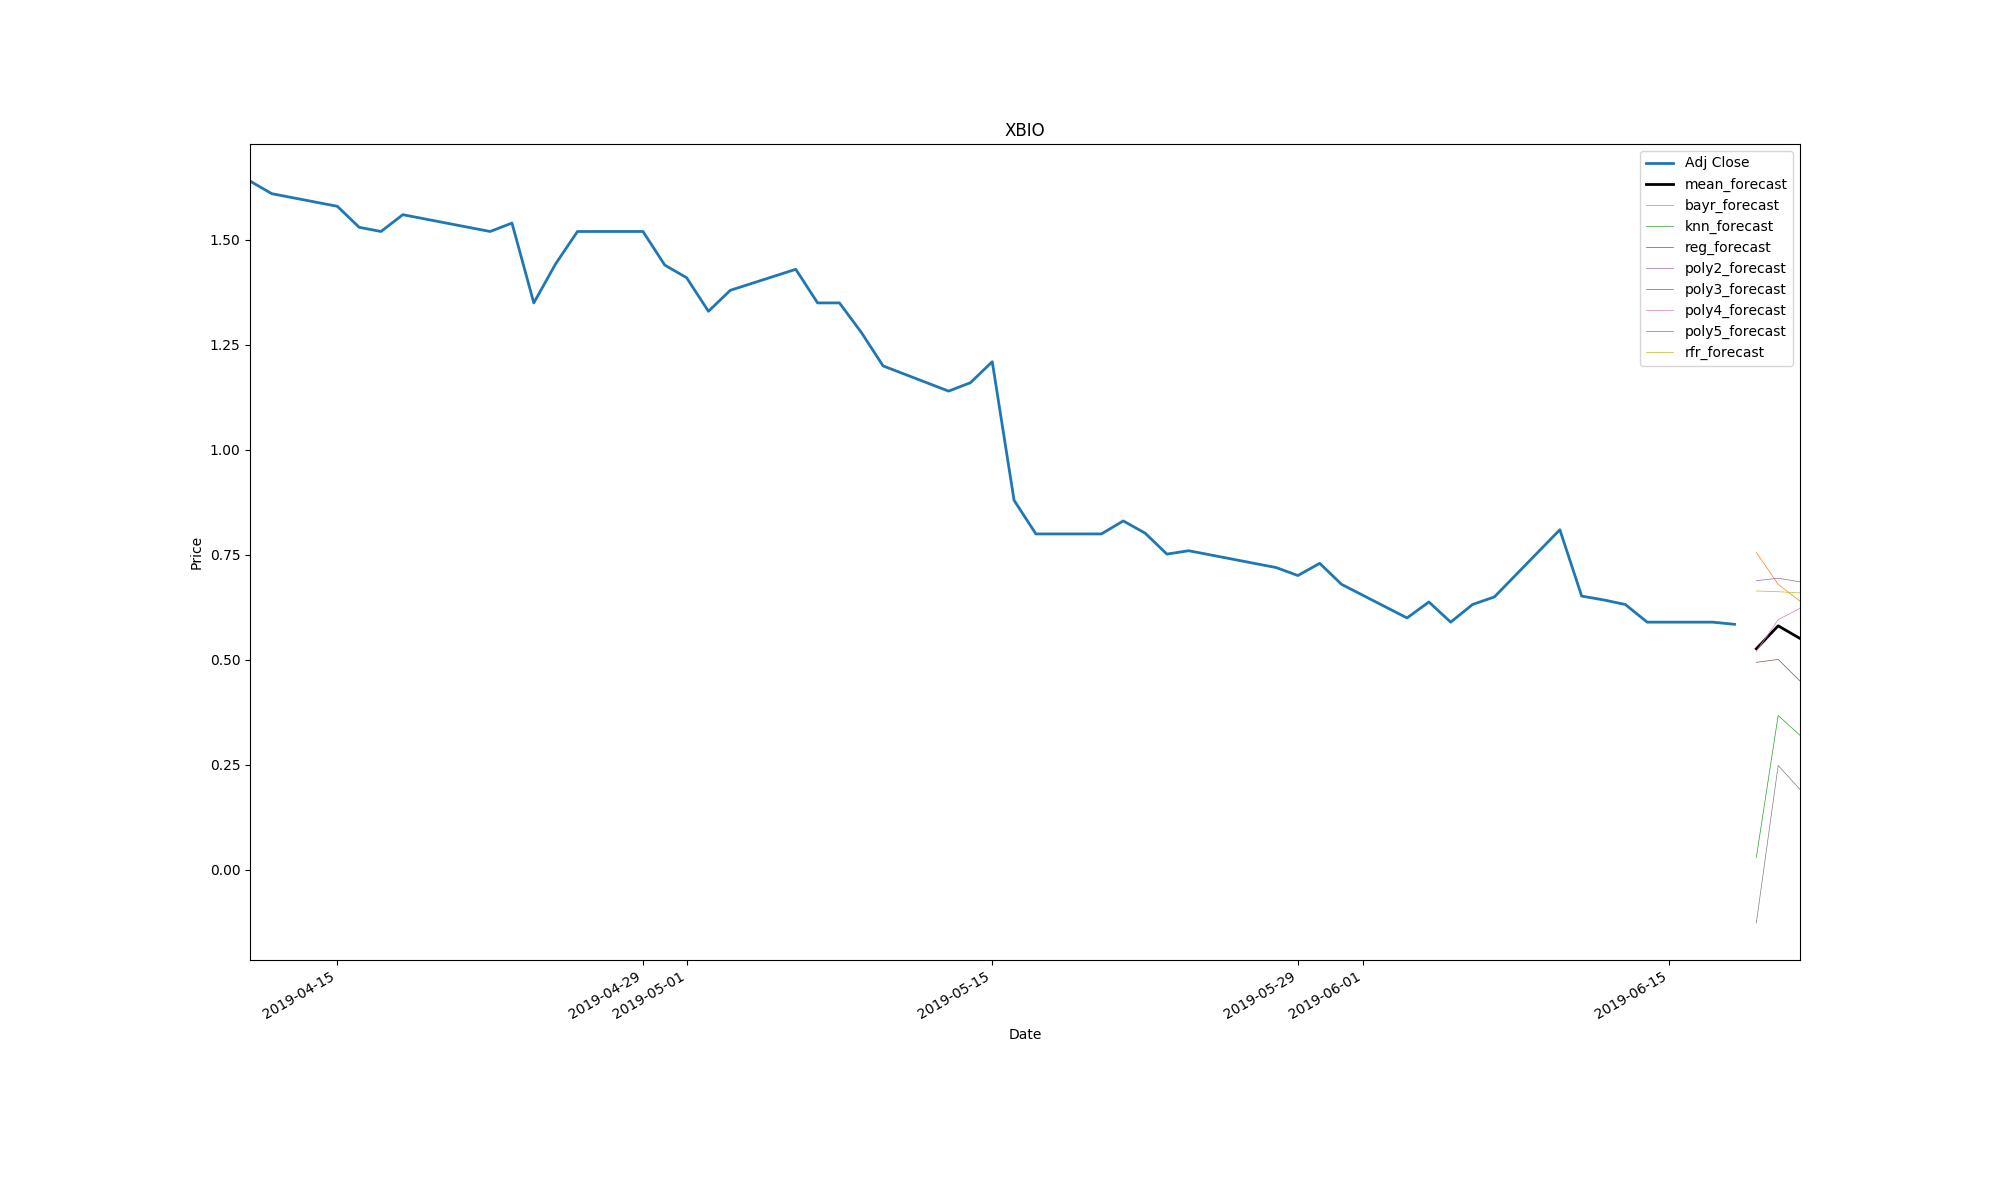 XBIO
Adj Close
mean_forecast
bayr_forecast
knn_forecast
reg_forecast
poly2_forecast
poly3_forecast
poly4_forecast
poly5_forecast
rfr_forecast
Price
1.50
1.25
1.00
0.75
0.50
0.25
0.00
2019-04-15
2019-04-29
2019-05-01
2019-05-15
2019-05-29
2019-06-01
2019-06-15
Date